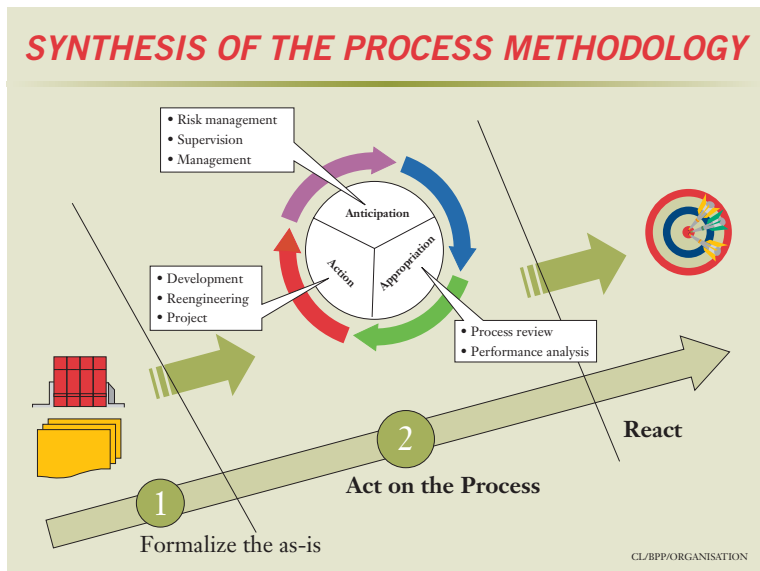 SYNTHESIS OF THE PROCESS METHODOLOGY
• Risk management
• Supervision
• Management
Anticipation
Appropriation
Action
• Development
• Reengineering
• Project
• Process review
• Performance analysis
React
2
Act on the Process
1
Formalize the as-is
CL/BPP/ORGANISATION